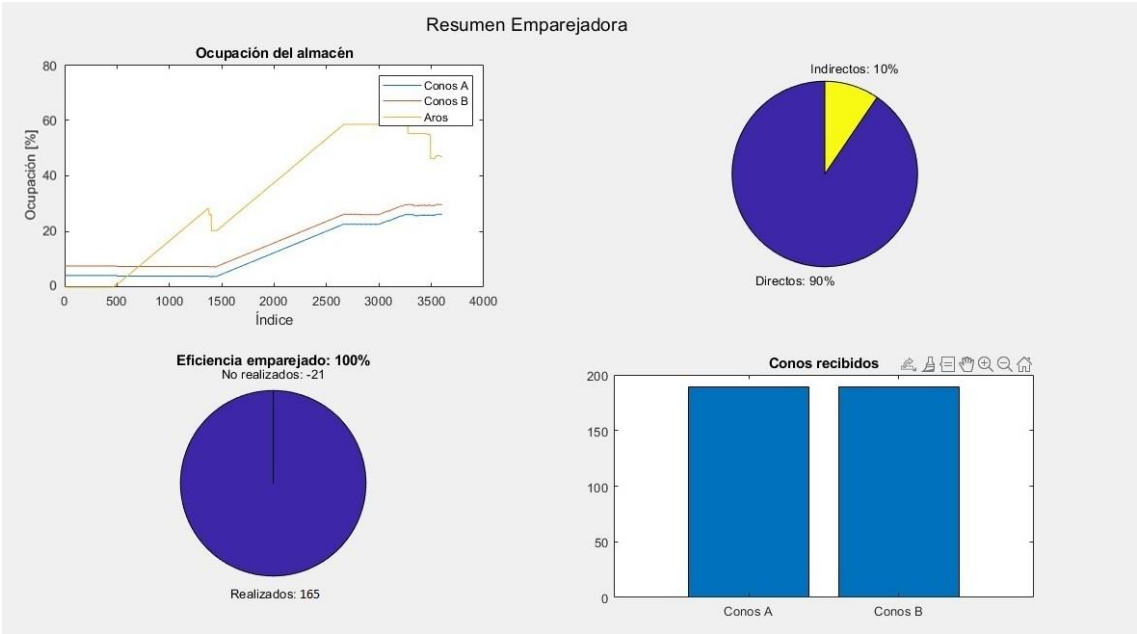 Resumen Emparejadora
Ocupación del almacén
80
60
40
20
0
Ocupación [%]
0 500 1000 1500 2000 2500 3000 3500 4000
Índice
Conos A
Conos B
Aros
Indirectos: 10%
Directos: 90%
Eficiencia emparejado: 100%
No realizados: -21
Realizados: 165
Conos recibidos
200
150
100
50
0
Conos A Conos B